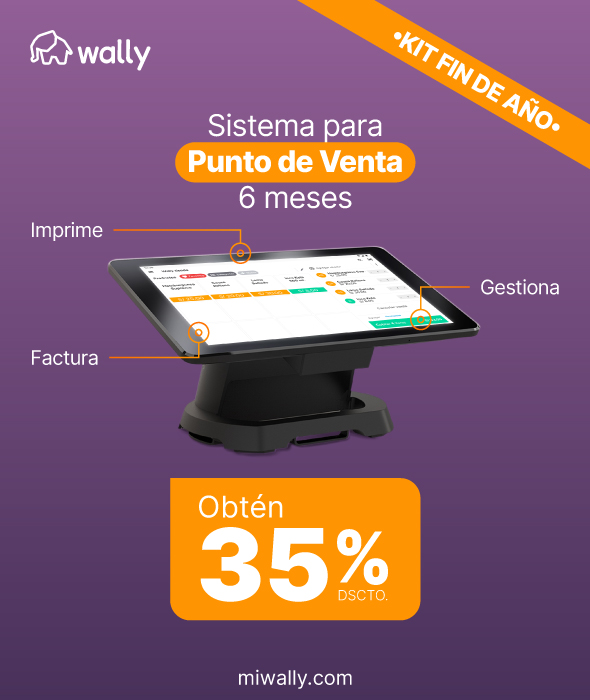 wally
•KIT FIN DE AÑO•
Sistema para
Punto de Venta
6 meses
Imprime
Gestiona
Factura
Obtén
35%
DSCTO.
miwally.com